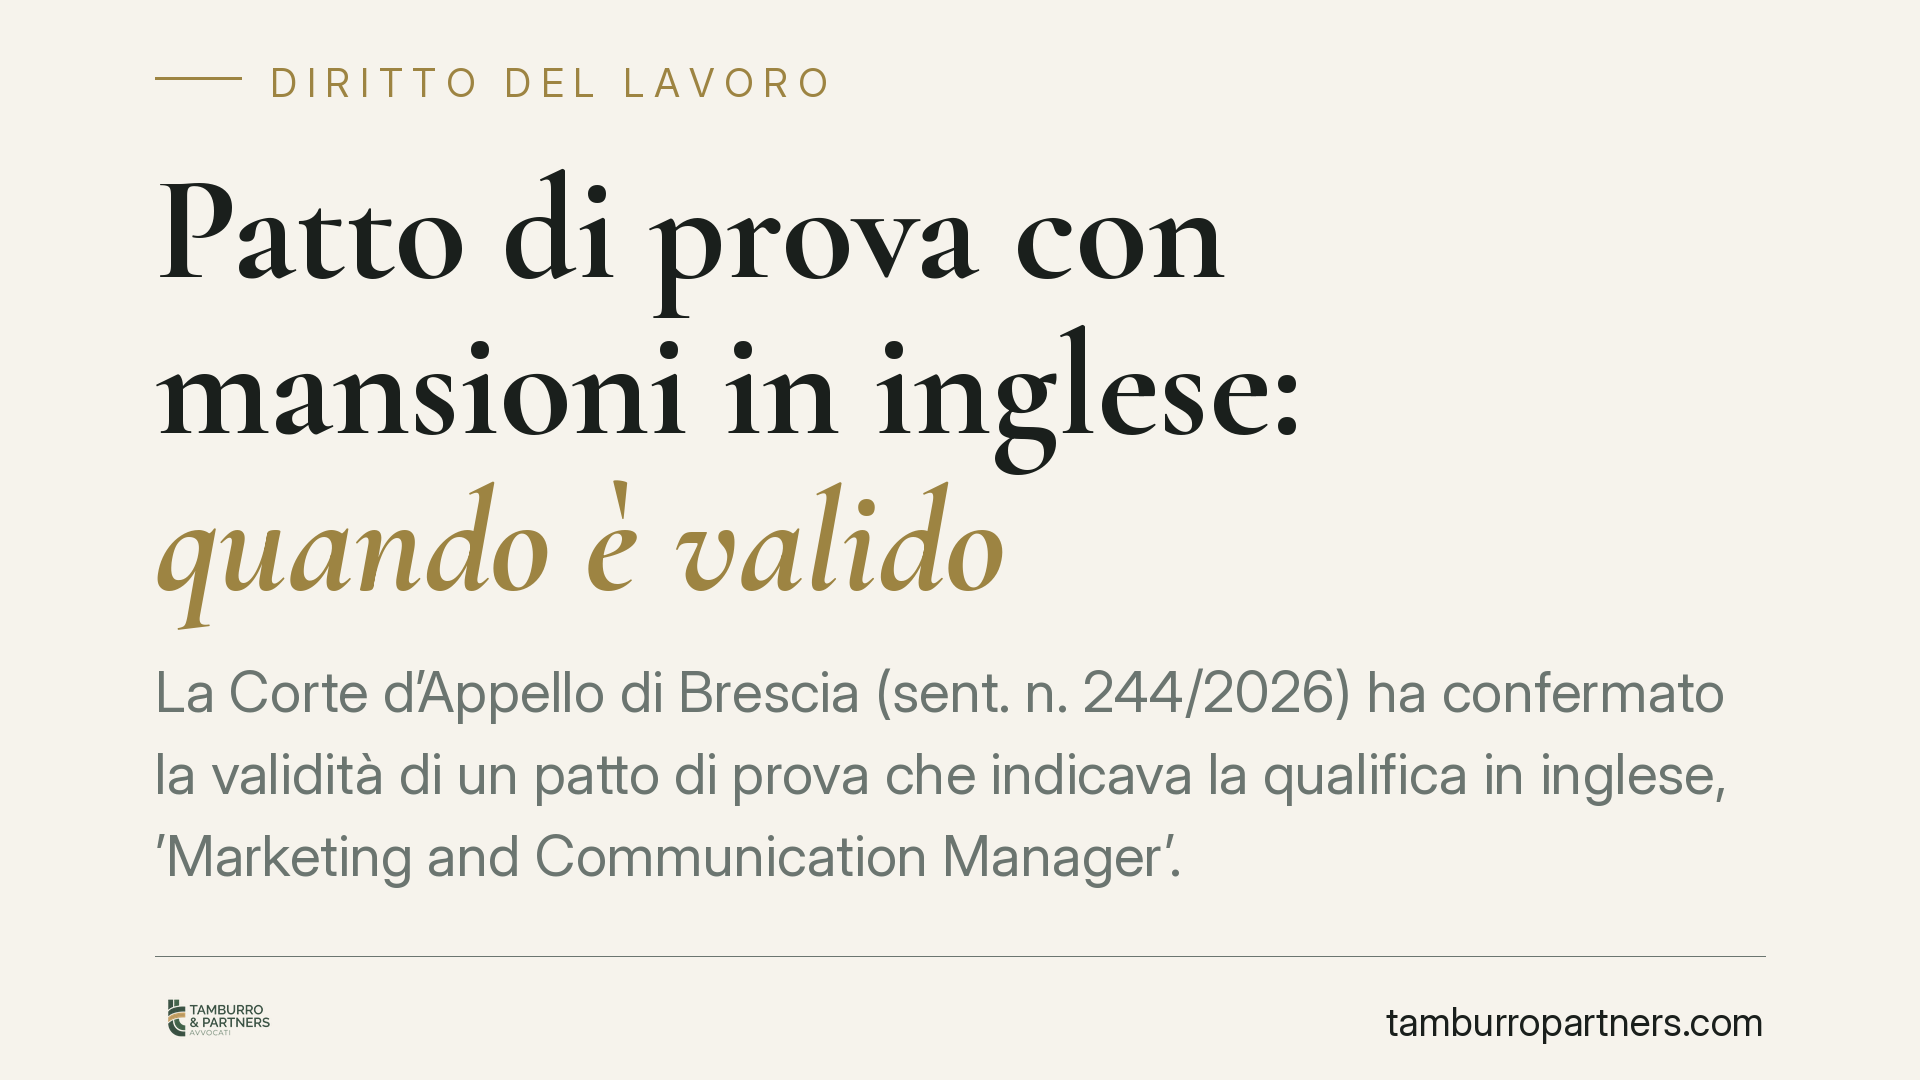 DIRITTO DEL LAVORO
Patto di prova con
mansioni in inglese:
quando è valido
La Corte d’Appello di Brescia (sent. n. 244/2026) ha confermato
la validità di un patto di prova che indicava la qualifica in inglese,
’Marketing and Communication Manager’.
TAMBURRO
& PARTNERS
AVVOCATI
tamburropartners.com